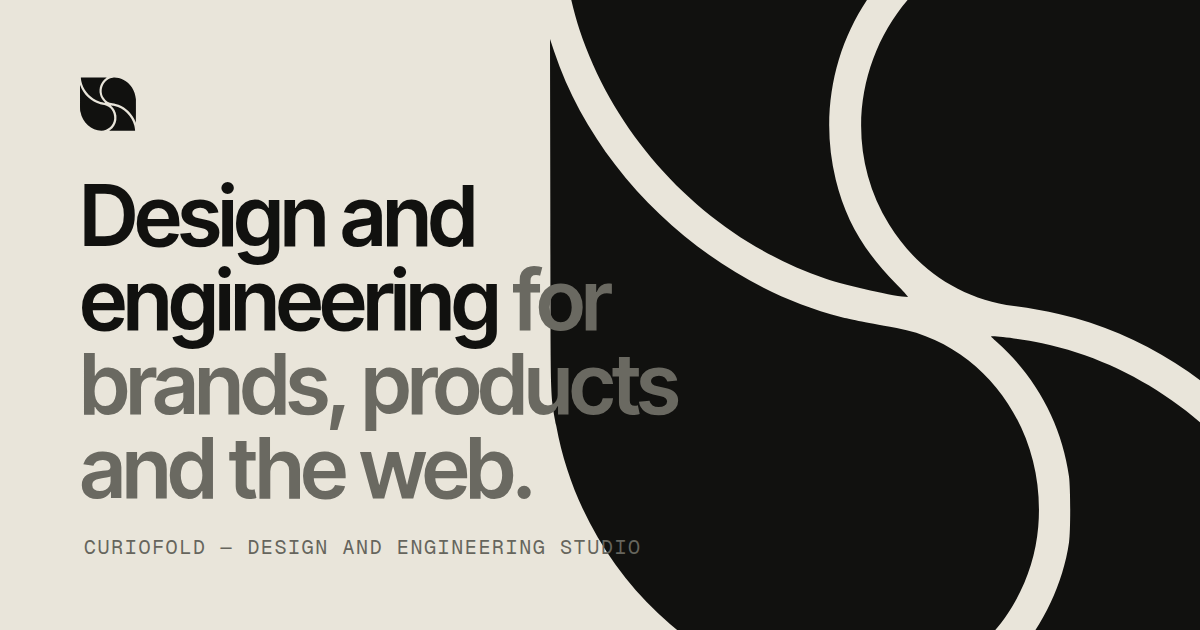 Design and
engineering for
brands, products
and the web.
CURIOFOLD — DESIGN AND ENGINEERING STUDIO